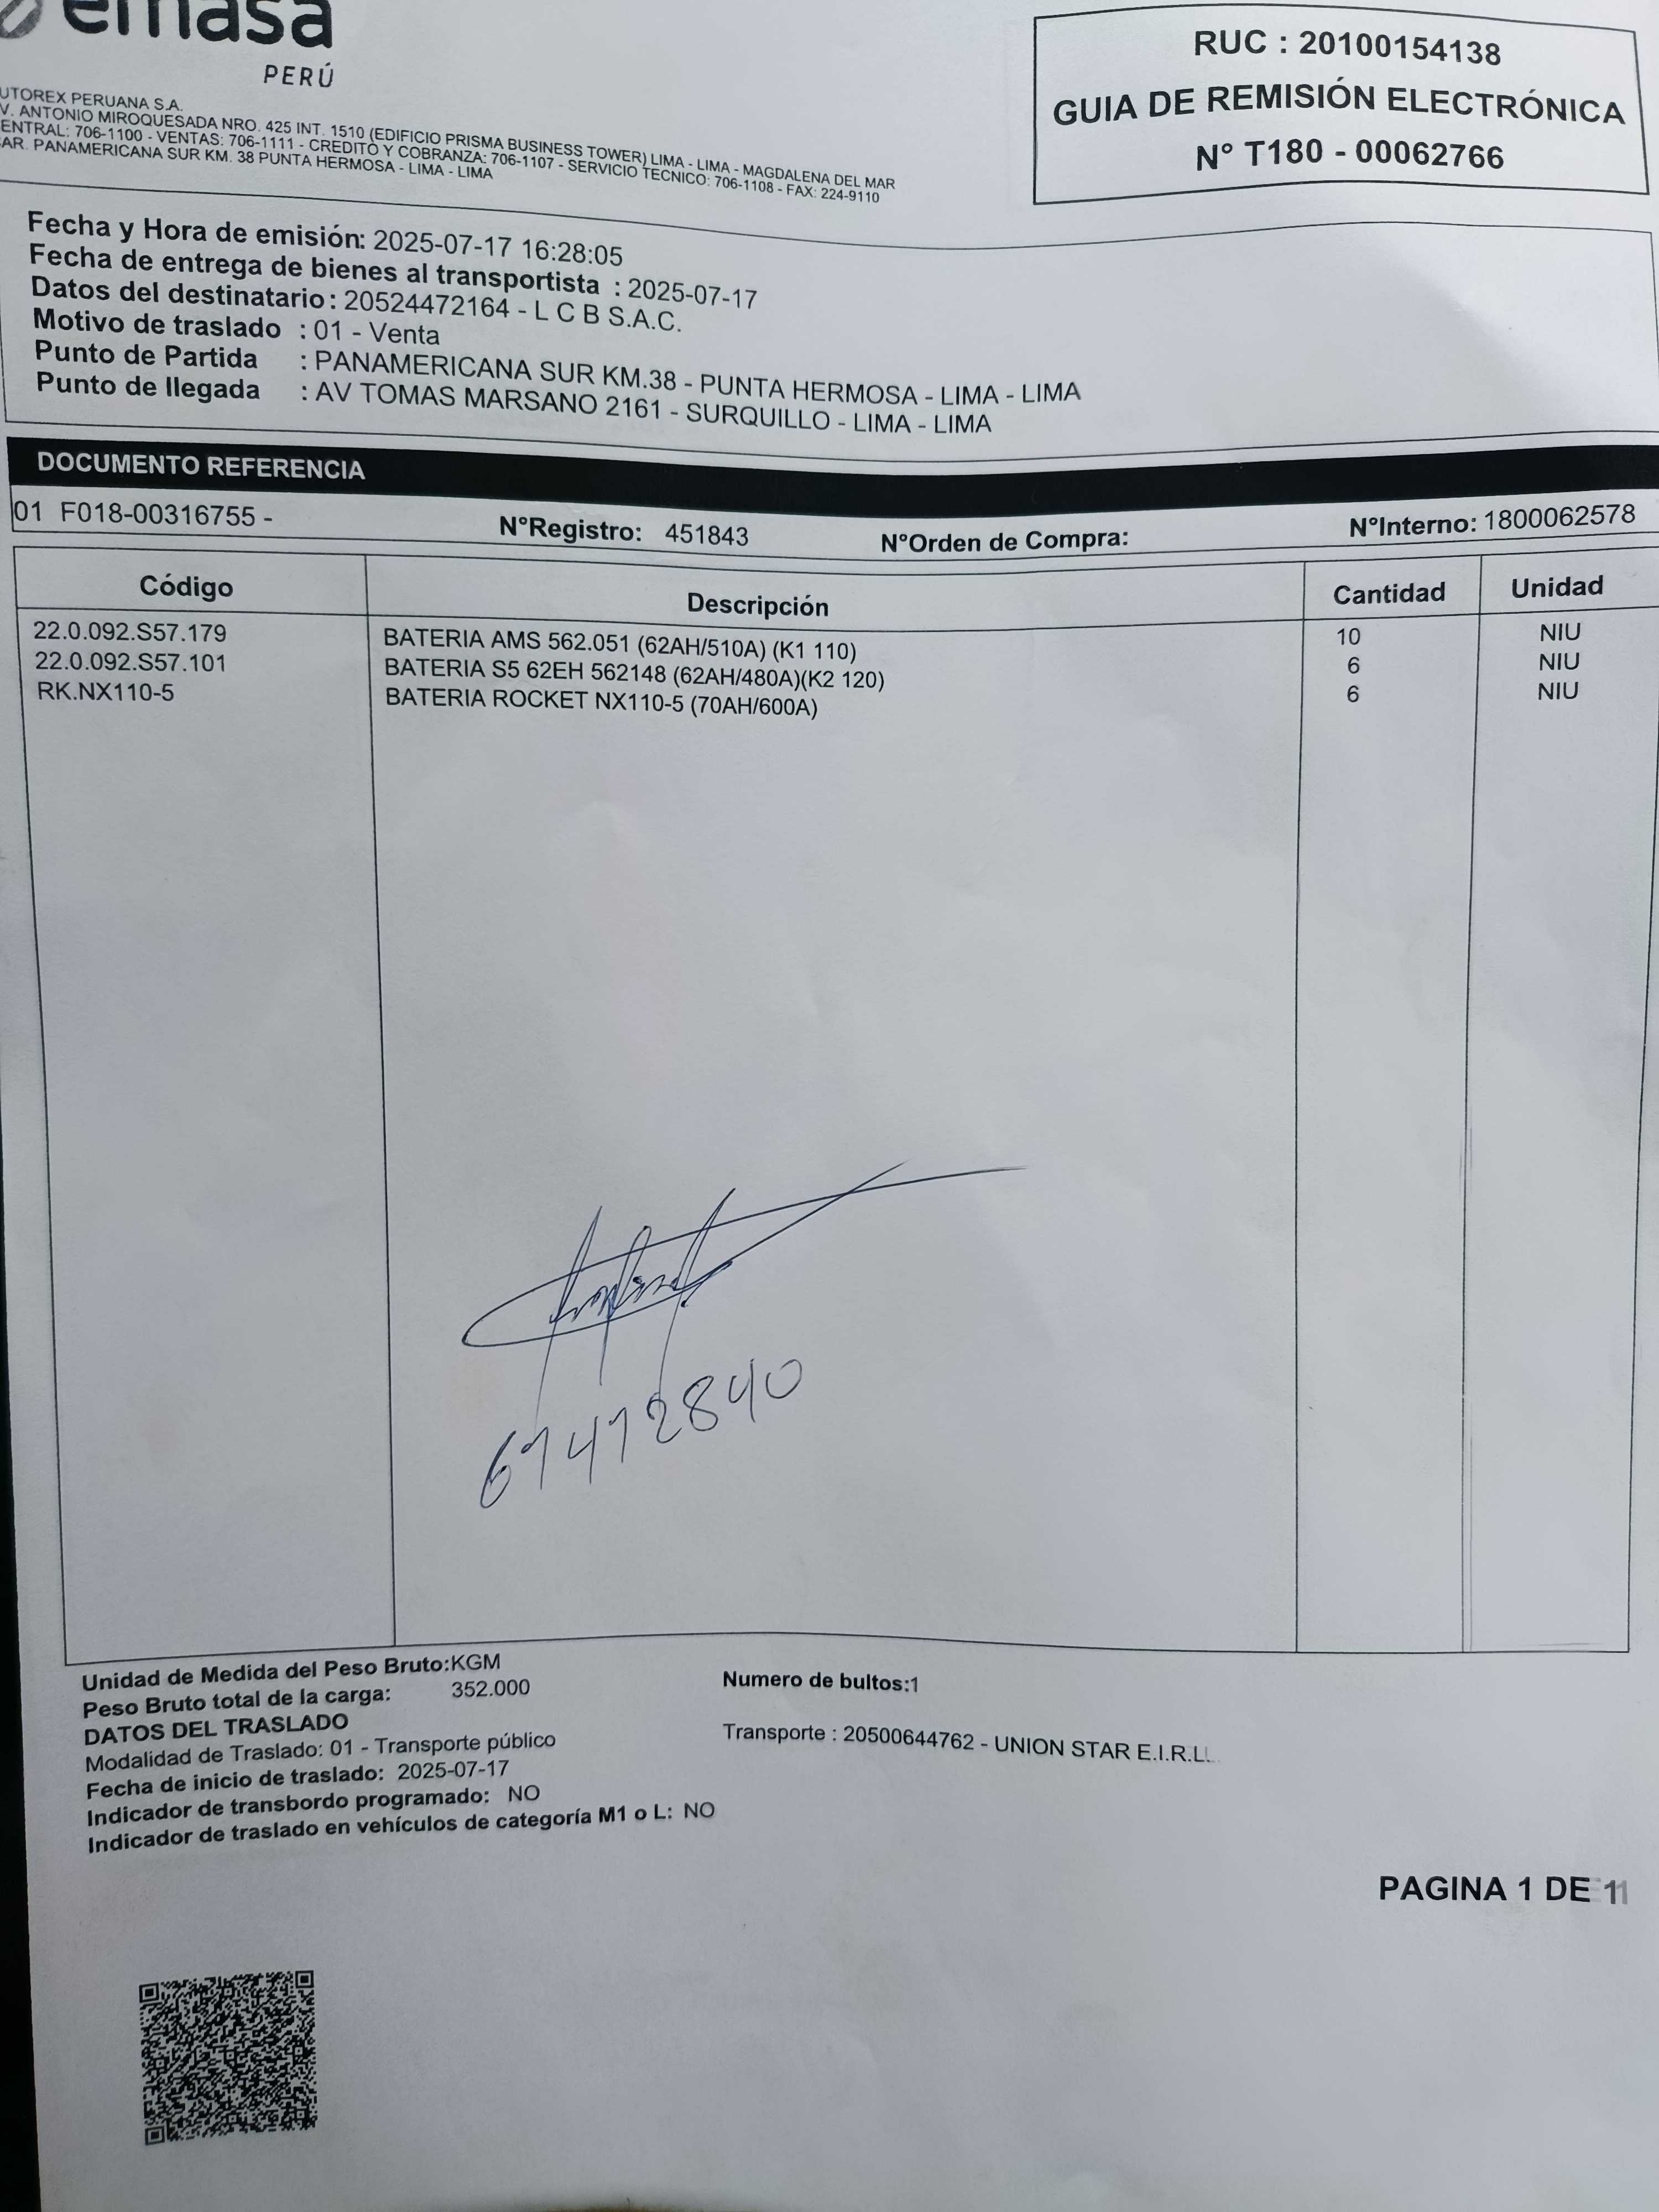 emasa
PERÚ
UTOREX PERUANA S.A.
V. ANTONIO MIROQUESADA NRO. 425 INT. 1510 (EDIFICIO PRISMA BUSINESS TOWER) LIMA - LIMA - MAGDALENA DEL MAR
ENTRAL: 706-1100 - VENTAS: 706-1111 - CREDITO Y COBRANZA: 706-1107 - SERVICIO TECNICO: 706-1108 - FAX: 224-9110
AR. PANAMERICANA SUR KM. 38 PUNTA HERMOSA - LIMA - LIMA
RUC : 20100154138
GUIA DE REMISIÓN ELECTRÓNICA
N° T180 - 00062766
Fecha y Hora de emisión: 2025-07-17 16:28:05
Fecha de entrega de bienes al transportista : 2025-07-17
Datos del destinatario: 20524472164 - L C B S.A.C.
Motivo de traslado : 01 - Venta
Punto de Partida : PANAMERICANA SUR KM.38 - PUNTA HERMOSA - LIMA - LIMA
Punto de llegada : AV TOMAS MARSANO 2161 - SURQUILLO - LIMA - LIMA
DOCUMENTO REFERENCIA
01 F018-00316755 - N°Registro: 451843 N°Orden de Compra: N°Interno: 1800062578
Código Descripción Cantidad Unidad
22.0.092.S57.179 BATERIA AMS 562.051 (62AH/510A) (K1 110) 10 NIU
22.0.092.S57.101 BATERIA S5 62EH 562148 (62AH/480A)(K2 120) 6 NIU
RK.NX110-5 BATERIA ROCKET NX110-5 (70AH/600A) 6 NIU
Unidad de Medida del Peso Bruto:KGM
Peso Bruto total de la carga: 352.000
Numero de bultos:1
DATOS DEL TRASLADO
Modalidad de Traslado: 01 - Transporte público
Transporte : 20500644762 - UNION STAR E.I.R.L.
Fecha de inicio de traslado: 2025-07-17
Indicador de transbordo programado: NO
Indicador de traslado en vehículos de categoría M1 o L: NO
PAGINA 1 DE 1